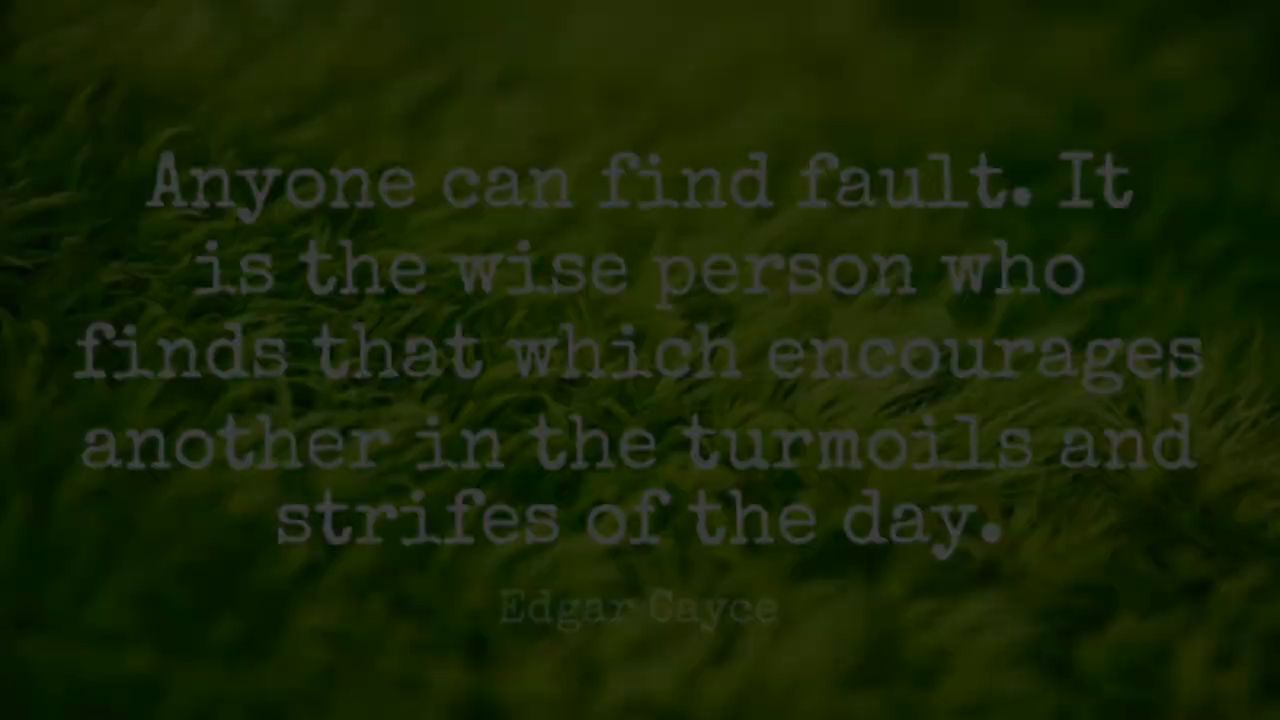 Anyone can find fault. It
is the wise person who
finds that which encourages
another in the turmoils and
strifes of the day.
Edgar Cayce